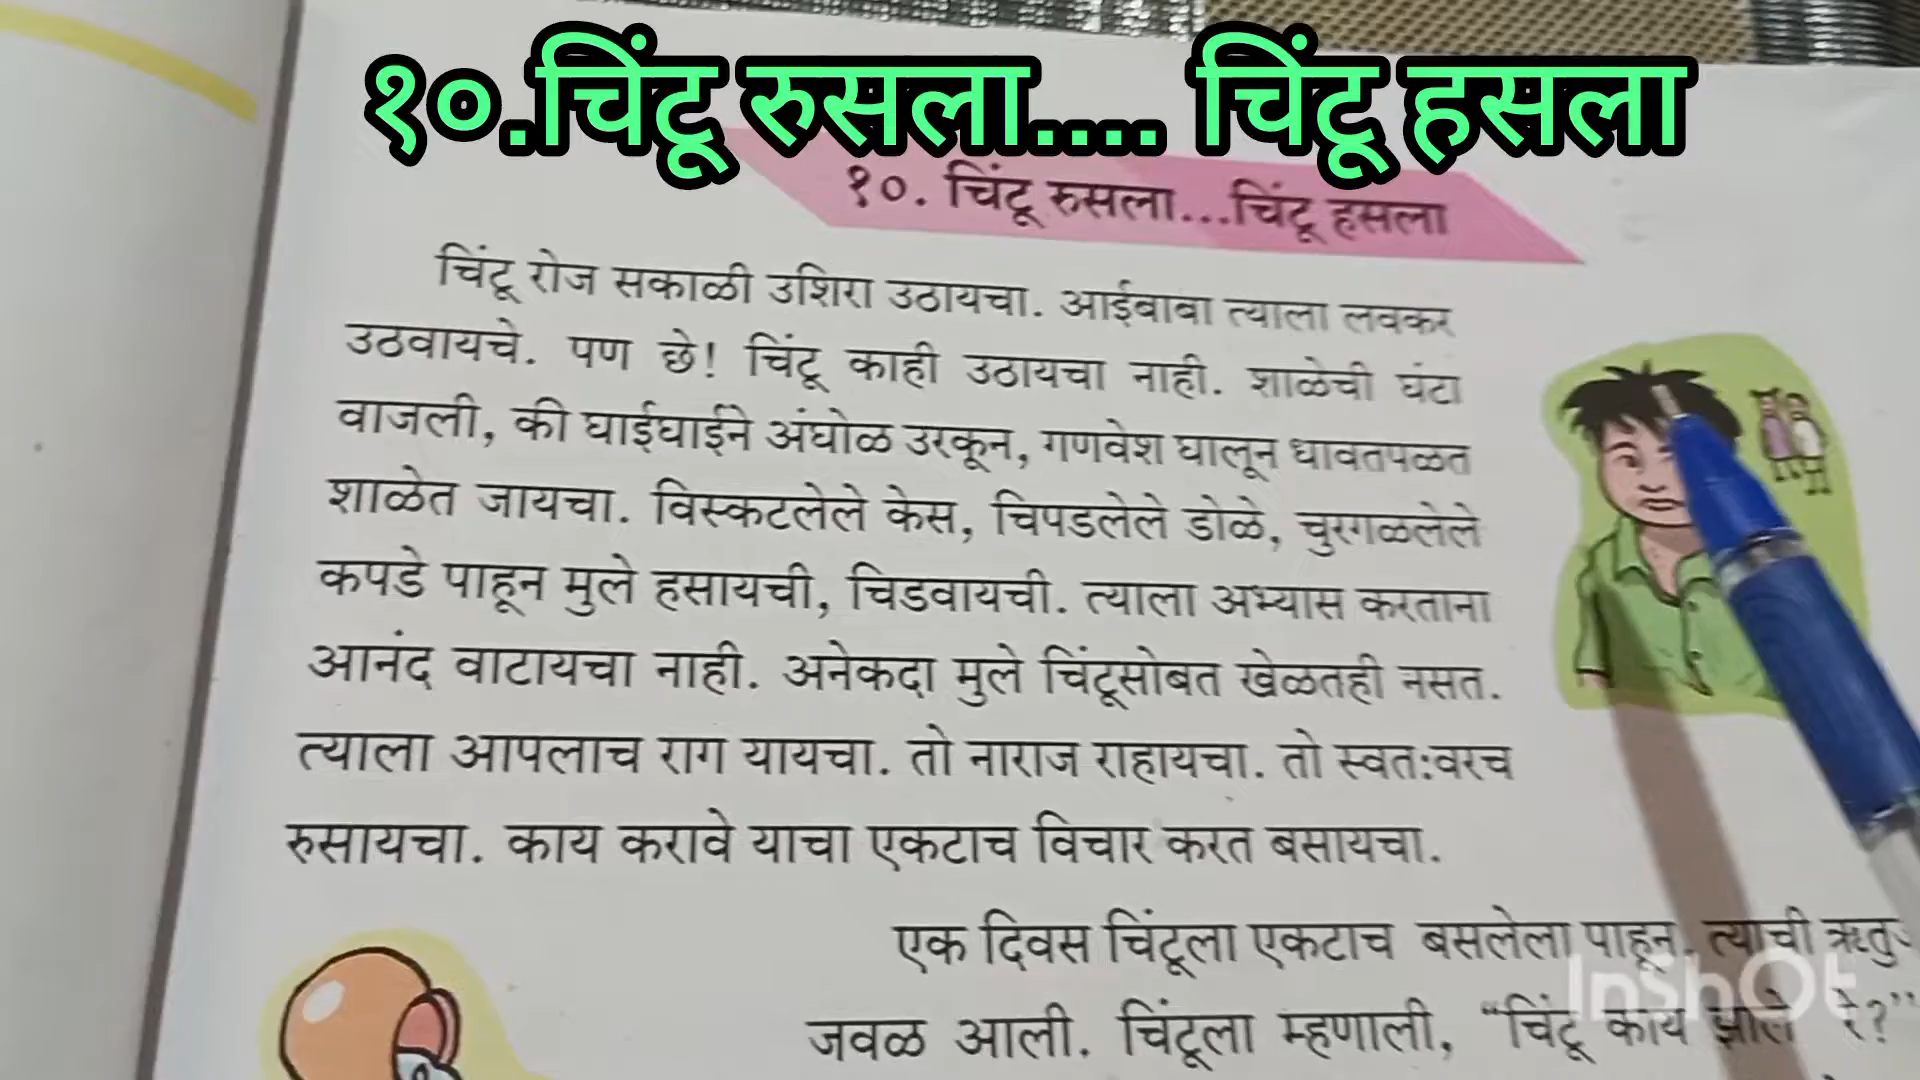 १०.चिंटू रुसला.... चिंटू हसला
१०. चिंटू रुसला...चिंटू हसला
चिंटू रोज सकाळी उशिरा उठायचा. आईबाबा त्याला लवकर
उठवायचे. पण छे! चिंटू काही उठायचा नाही. शाळेची घंटा
वाजली, की घाईघाईने अंघोळ उरकून, गणवेश घालून धावतपळत
शाळेत जायचा. विस्कटलेले केस, चिपडलेले डोळे, चुरगळलेले
कपडे पाहून मुले हसायची, चिडवायची. त्याला अभ्यास करताना
आनंद वाटायचा नाही. अनेकदा मुले चिंटूसोबत खेळतही नसत.
त्याला आपलाच राग यायचा. तो नाराज राहायचा. तो स्वतःवरच
रुसायचा. काय करावे याचा एकटाच विचार करत बसायचा.
एक दिवस चिंटूला एकटाच बसलेला पाहून, त्याची
जवळ आली. चिंटूला म्हणाली, “चिंटू काय झाले रे?”
InShOt